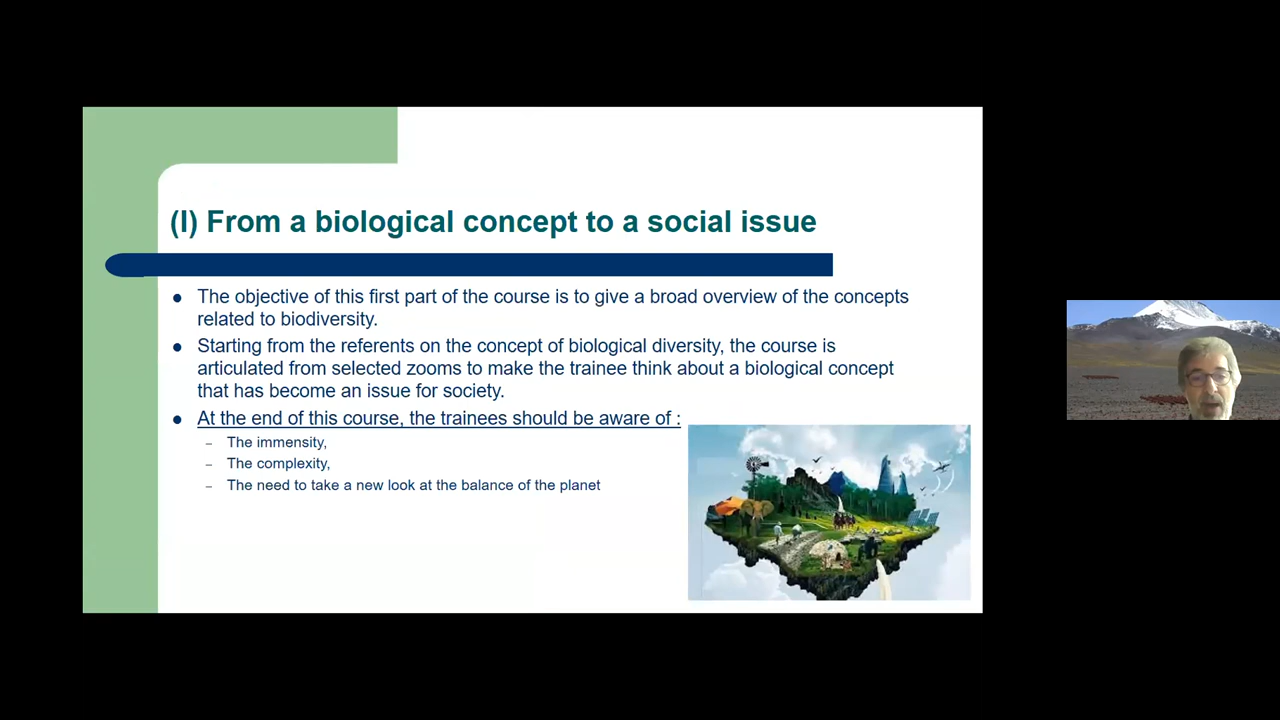 (I) From a biological concept to a social issue
● The objective of this first part of the course is to give a broad overview of the concepts
related to biodiversity.
● Starting from the referents on the concept of biological diversity, the course is
articulated from selected zooms to make the trainee think about a biological concept
that has become an issue for society.
● At the end of this course, the trainees should be aware of :
– The immensity,
– The complexity,
– The need to take a new look at the balance of the planet